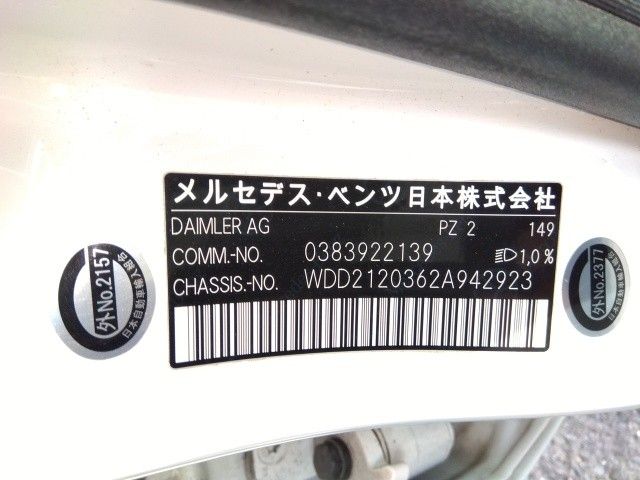 メルセデス・ベンツ日本株式会社
DAIMLER AG PZ 2 149
COMM.-NO. 0383922139 1,0%
CHASSIS.-NO. WDD2120362A942923
外No.2157
日本自動車輸入組合
外No.2377
日本自動車輸入組合